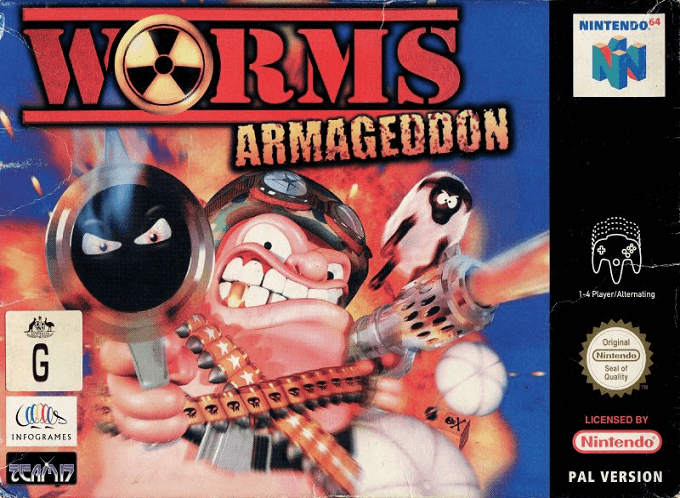 WORMS
ARMAGEDDON
NINTENDO64
N
1-4 Player/Alternating
Original
Nintendo
Seal of
Quality
TM
G
INFOGRAMES
TEAM17
LICENSED BY
Nintendo®
PAL VERSION